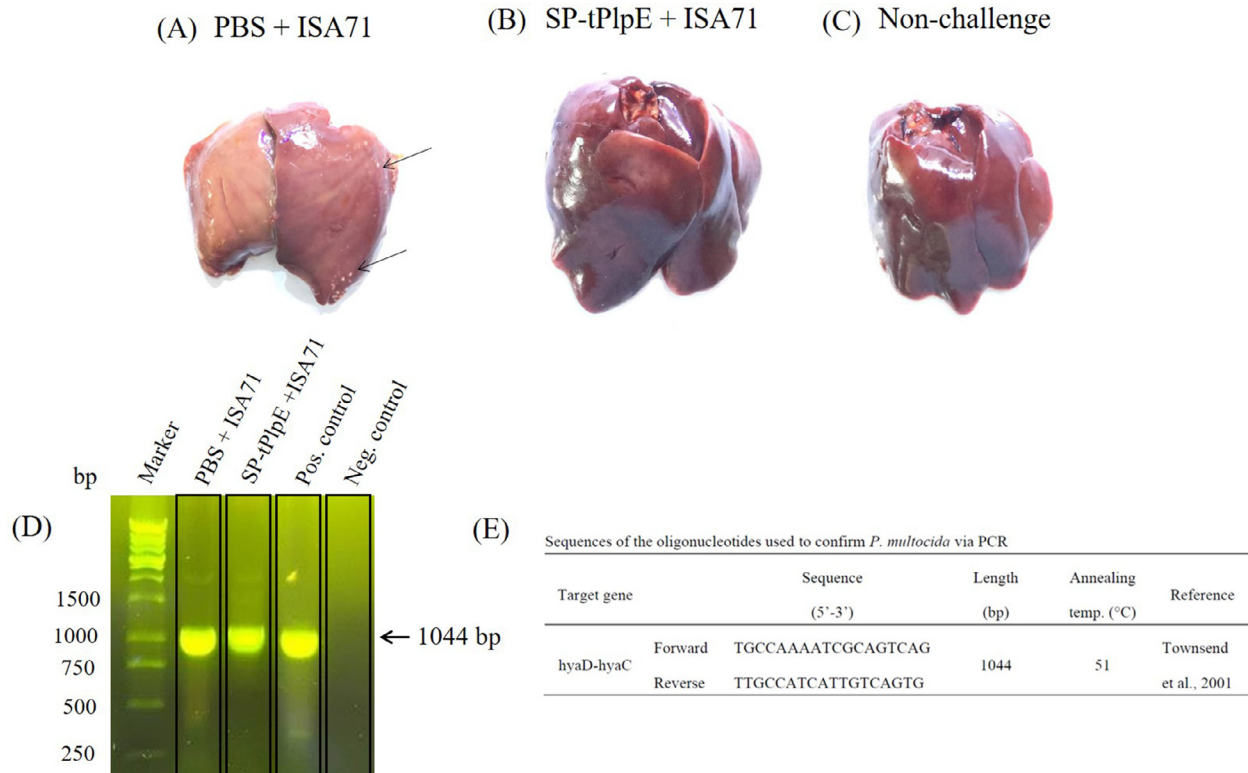 (A) PBS + ISA71
(B) SP-tPlpE + ISA71
(C) Non-challenge
(D)
bp
Marker
PBS + ISA71
SP-tPlpE +ISA71
Pos. control
Neg. control
1500
1000
750
500
250
1044 bp
(E)
Sequences of the oligonucleotides used to confirm P. multocida via PCR
Target gene
Sequence
(5'-3')
Length
(bp)
Annealing
temp. (°C)
Reference
hyaD-hyaC
Forward
TGCCAAAATCGCAGTCAG
Reverse
TTGCCATCATTGTCAGTG
1044
51
Townsend
et al., 2001